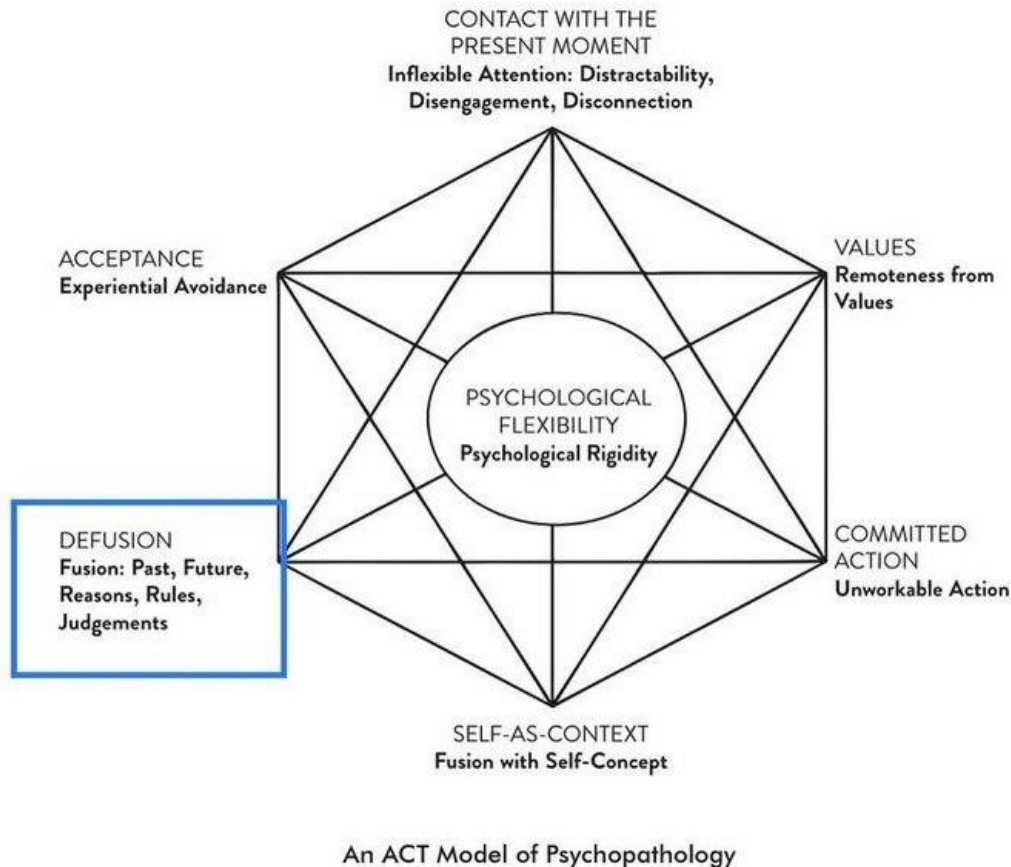 CONTACT WITH THE
PRESENT MOMENT
Inflexible Attention: Distractability,
Disengagement, Disconnection
ACCEPTANCE
Experiential Avoidance
VALUES
Remoteness from
Values
PSYCHOLOGICAL
FLEXIBILITY
Psychological Rigidity
DEFUSION
Fusion: Past, Future,
Reasons, Rules,
Judgements
COMMITTED
ACTION
Unworkable Action
SELF-AS-CONTEXT
Fusion with Self-Concept
An ACT Model of Psychopathology